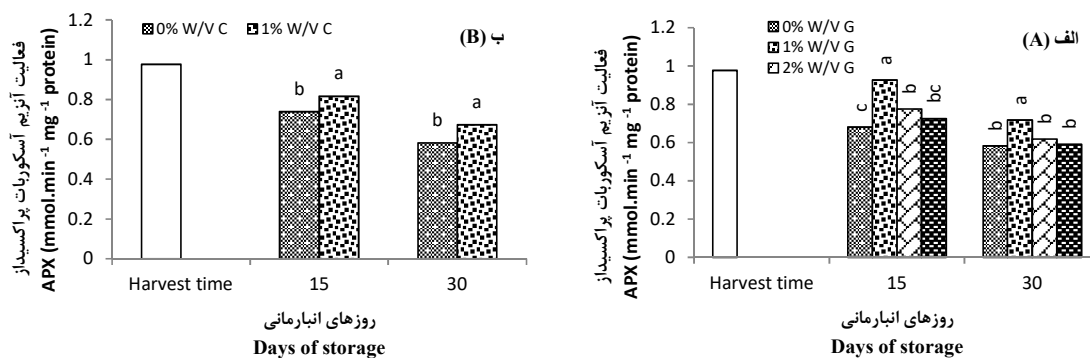 ب (B)
0% W/V C
1% W/V C
فعالیت آنزیم آسکوربات پراکسیداز
APX (mmol.min -1 mg -1 protein)
1.2
1
0.8
0.6
0.4
0.2
0
b
a
b
a
Harvest time
15
30
روزهای انبارمانی
Days of storage
الف (A)
0% W/V G
1% W/V G
2% W/V G
فعالیت آنزیم آسکوربات پراکسیداز
APX (mmol.min -1 mg -1 protein)
1.2
1
0.8
0.6
0.4
0.2
0
c
a
b
bc
b
a
b
b
Harvest time
15
30
روزهای انبارمانی
Days of storage